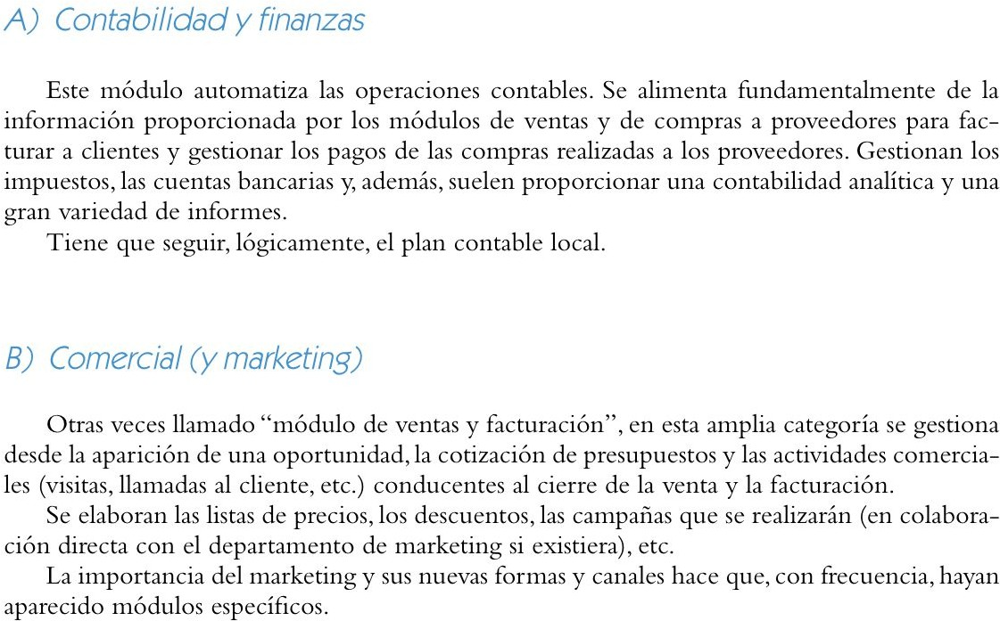 A) Contabilidad y finanzas
Este módulo automatiza las operaciones contables. Se alimenta fundamentalmente de la
información proporcionada por los módulos de ventas y de compras a proveedores para fac-
turar a clientes y gestionar los pagos de las compras realizadas a los proveedores. Gestionan los
impuestos, las cuentas bancarias y, además, suelen proporcionar una contabilidad analítica y una
gran variedad de informes.
Tiene que seguir, lógicamente, el plan contable local.
B) Comercial (y marketing)
Otras veces llamado “módulo de ventas y facturación”, en esta amplia categoría se gestiona
desde la aparición de una oportunidad, la cotización de presupuestos y las actividades comercia-
les (visitas, llamadas al cliente, etc.) conducentes al cierre de la venta y la facturación.
Se elaboran las listas de precios, los descuentos, las campañas que se realizarán (en colabora-
ción directa con el departamento de marketing si existiera), etc.
La importancia del marketing y sus nuevas formas y canales hace que, con frecuencia, hayan
aparecido módulos específicos.